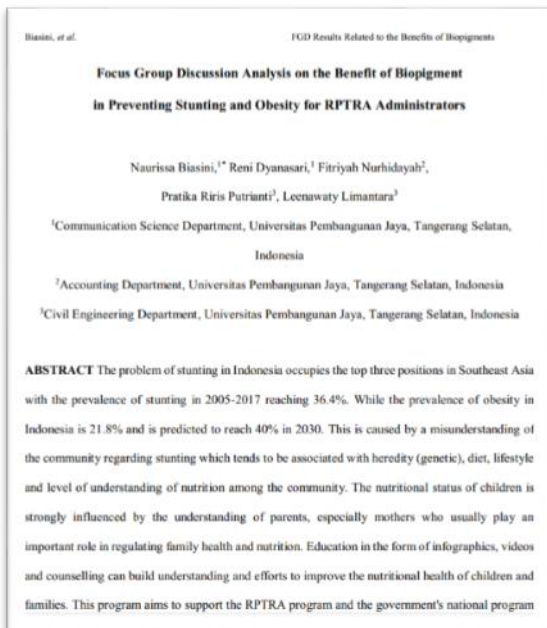 Biasini, et al. FGD Results Related to the Benefits of Biopigments
Focus Group Discussion Analysis on the Benefit of Biopigment
in Preventing Stunting and Obesity for RPTRA Administrators
Naurissa Biasini,¹* Reni Dyanasari,¹ Fitriyah Nurhidayah²,
Pratika Riris Putrianti³, Leenawaty Limantara³
¹Communication Science Department, Universitas Pembangunan Jaya, Tangerang Selatan,
Indonesia
²Accounting Department, Universitas Pembangunan Jaya, Tangerang Selatan, Indonesia
³Civil Engineering Department, Universitas Pembangunan Jaya, Tangerang Selatan, Indonesia
ABSTRACT The problem of stunting in Indonesia occupies the top three positions in Southeast Asia
with the prevalence of stunting in 2005-2017 reaching 36.4%. While the prevalence of obesity in
Indonesia is 21.8% and is predicted to reach 40% in 2030. This is caused by a misunderstanding of
the community regarding stunting which tends to be associated with heredity (genetic), diet, lifestyle
and level of understanding of nutrition among the community. The nutritional status of children is
strongly influenced by the understanding of parents, especially mothers who usually play an
important role in regulating family health and nutrition. Education in the form of infographics, videos
and counselling can build understanding and efforts to improve the nutritional health of children and
families. This program aims to support the RPTRA program and the government's national program